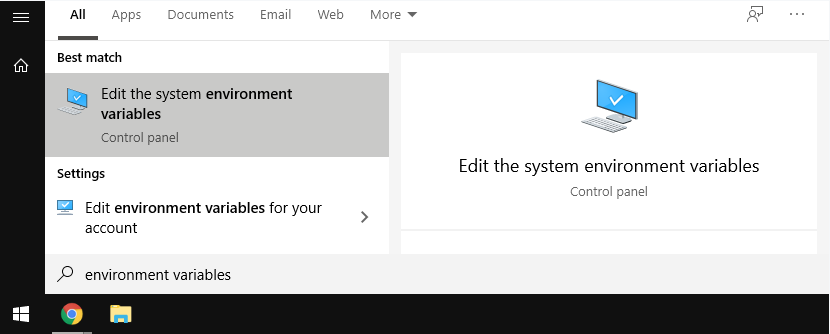 All Apps Documents Email Web More
Best match
Edit the system environment
variables
Control panel
Settings
Edit environment variables for your
account
Edit the system environment variables
Control panel
environment variables